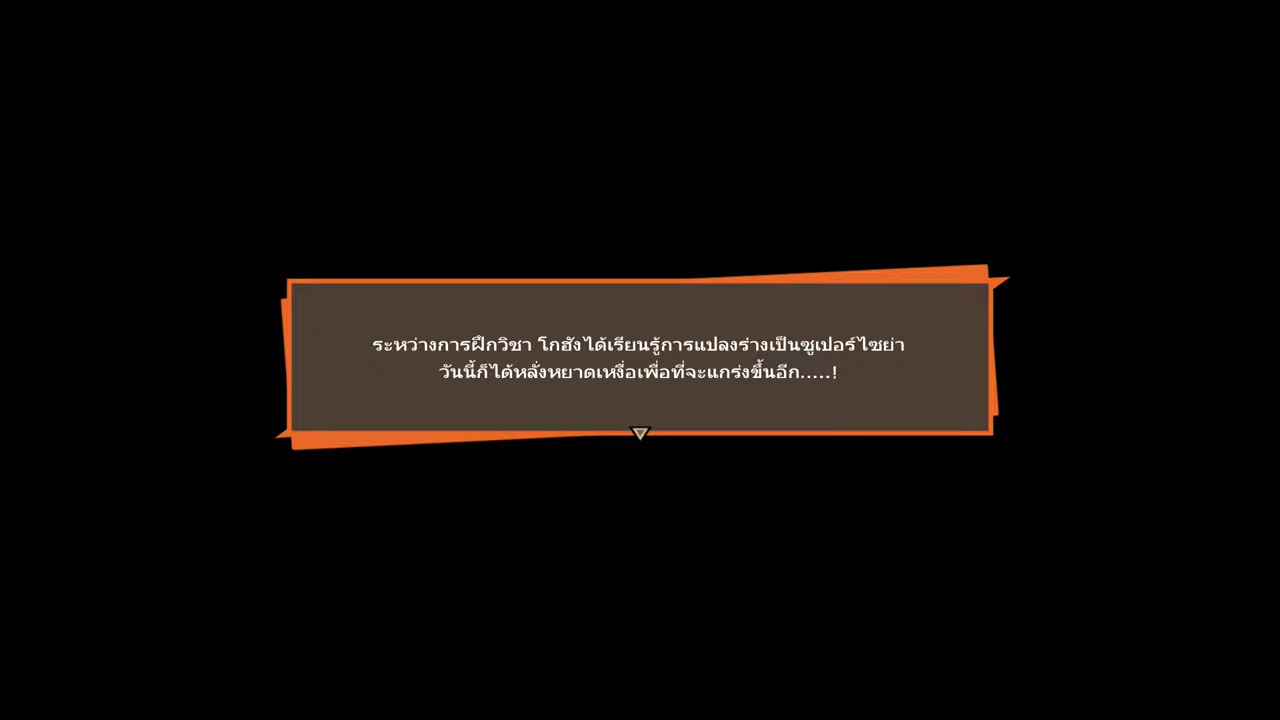 ระหว่างการฝึกวิชา โกฮังได้เรียนรู้การแปลงร่างเป็นซูเปอร์ไซย่า
วันนี้ก็ได้หลั่งหยาดเหงื่อเพื่อที่จะแกร่งขึ้นอีก.....!